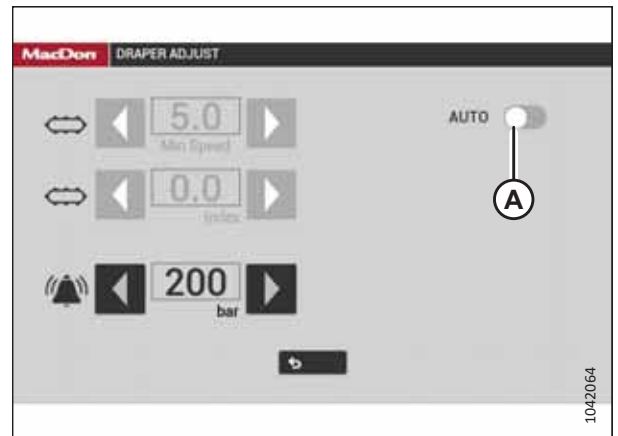 MacDon DRAPER ADJUST
5.0
Min Speed
AUTO
A
0.0
Index
200
bar
1042064